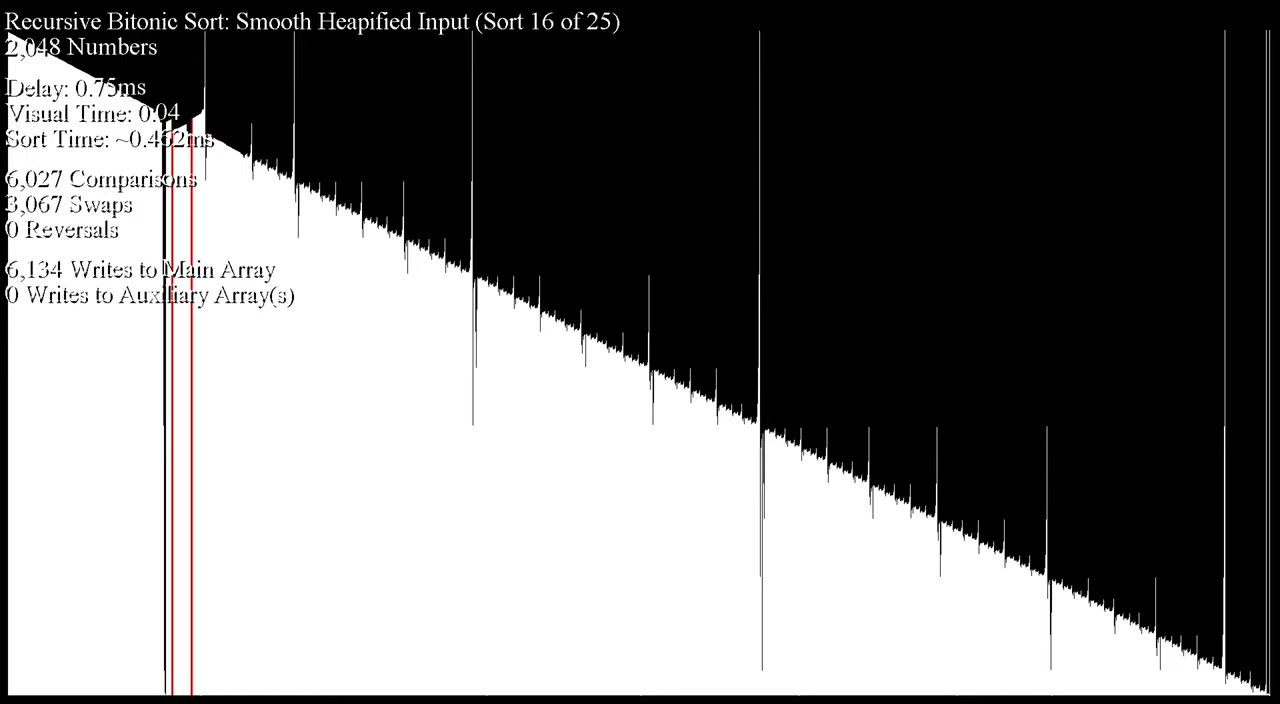 Recursive Bitonic Sort: Smooth Heapified Input (Sort 16 of 25)
2,048 Numbers
Delay: 0.75ms
Visual Time: 0:04
Sort Time: ~0.462ms
6,027 Comparisons
3,067 Swaps
0 Reversals
6,134 Writes to Main Array
0 Writes to Auxiliary Array(s)